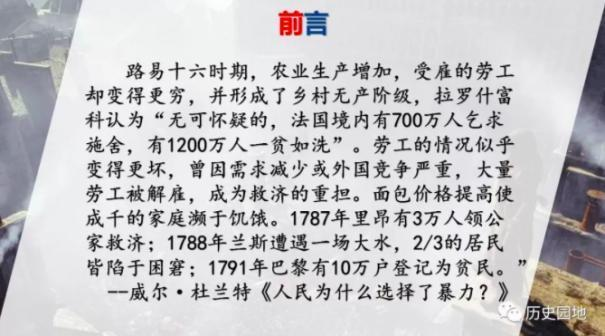 前言
路易十六时期，农业生产增加，受雇的劳工
却变得更穷，并形成了乡村无产阶级，拉罗什富
科认为“无可怀疑的，法国境内有700万人乞求
施舍，有1200万人一贫如洗”。劳工的情况似乎
变得更坏，曾因需求减少或外国竞争严重，大量
劳工被解雇，成为救济的重担。面包价格提高使
成千的家庭濒于饥饿。1787年里昂有3万人领公
家救济；1788年兰斯遭遇一场大水，2/3的居民
皆陷于困窘；1791年巴黎有10万户登记为贫民。”
--威尔·杜兰特《人民为什么选择了暴力？》
历史园地